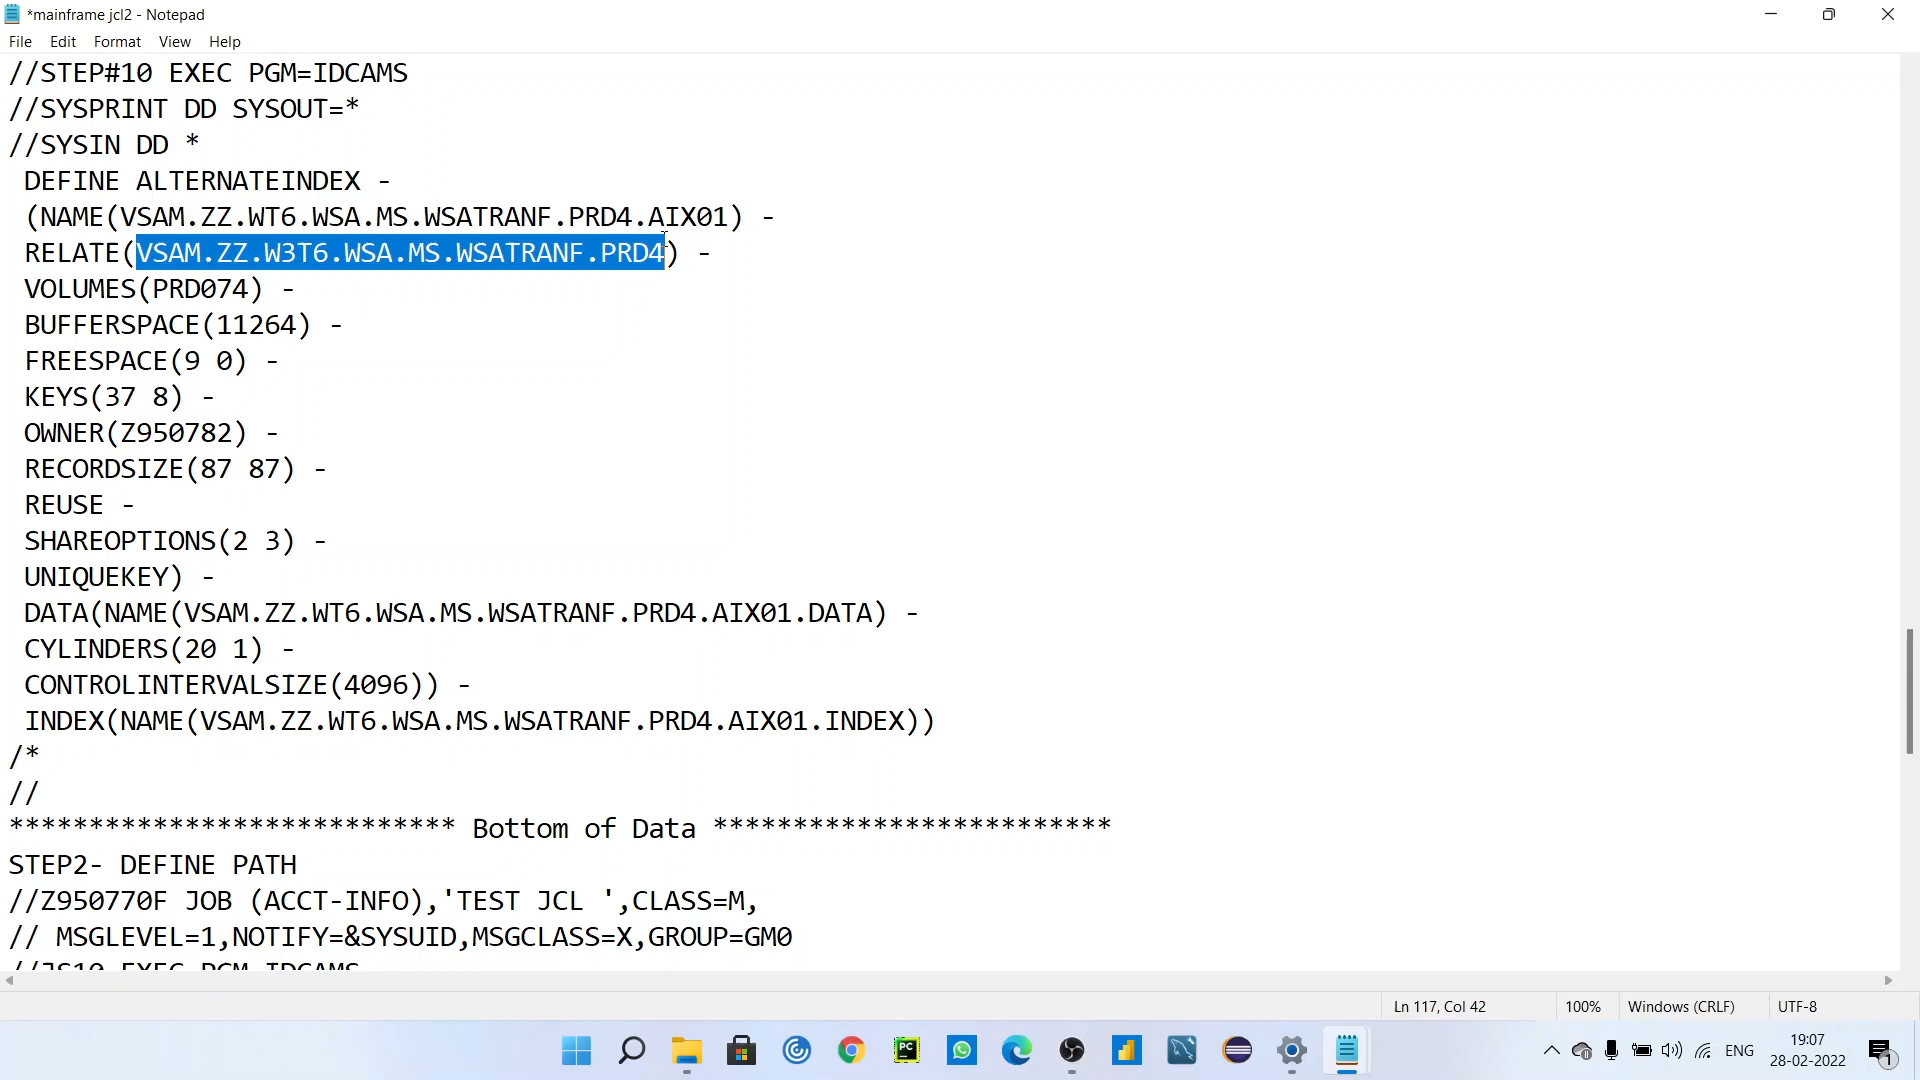 *mainframe jcl2 - Notepad
File Edit Format View Help
//STEP#10 EXEC PGM=IDCAMS
//SYSPRINT DD SYSOUT=*
//SYSIN DD *
DEFINE ALTERNATEINDEX -
(NAME(VSAM.ZZ.WT6.WSA.MS.WSATRANF.PRD4.AIX01) -
RELATE(VSAM.ZZ.W3T6.WSA.MS.WSATRANF.PRD4) -
VOLUMES(PRD074) -
BUFFERSPACE(11264) -
FREESPACE(9 0) -
KEYS(37 8) -
OWNER(Z950782) -
RECORDSIZE(87 87) -
REUSE -
SHAREOPTIONS(2 3) -
UNIQUEKEY) -
DATA(NAME(VSAM.ZZ.WT6.WSA.MS.WSATRANF.PRD4.AIX01.DATA) -
CYLINDERS(20 1) -
CONTROLINTERVALSIZE(4096)) -
INDEX(NAME(VSAM.ZZ.WT6.WSA.MS.WSATRANF.PRD4.AIX01.INDEX))
/*
//
**************************** Bottom of Data *************************
STEP2- DEFINE PATH
//Z950770F JOB (ACCT-INFO),'TEST JCL ',CLASS=M,
// MSGLEVEL=1,NOTIFY=&SYSUID,MSGCLASS=X,GROUP=GM0
//JS10 EXEC PGM=IDCAMS
Ln 117, Col 42 100% Windows (CRLF) UTF-8
PC
ENG
19:07
28-02-2022
1